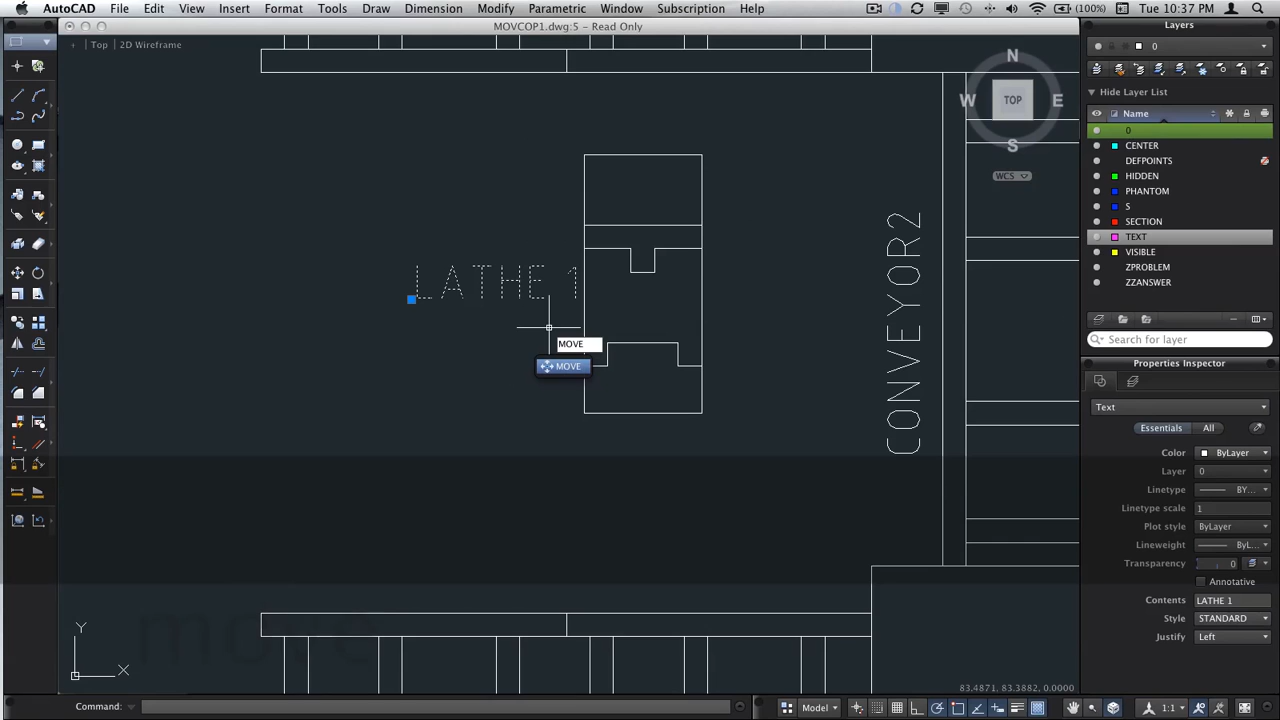 AutoCAD File Edit View Insert Format Tools Draw Dimension Modify Parametric Window Subscription Help (100%) Tue 10:37 PM
MOVCOP1.dwg:5 – Read Only
Top 2D Wireframe
N
W TOP E
S
WCS
LATHE 1
CONVEYOR2
MOVE
MOVE
move
Y
X
83.4871, 83.3882, 0.0000
Command:
Model
1:1
Layers
0
Hide Layer List
Name
0
CENTER
DEFPOINTS
HIDDEN
PHANTOM
S
SECTION
TEXT
VISIBLE
ZPROBLEM
ZZANSWER
Search for layer
Properties Inspector
Text
Essentials All
Color ByLayer
Layer 0
Linetype BY...
Linetype scale 1
Plot style ByLayer
Lineweight ByL...
Transparency 0
Annotative
Contents LATHE 1
Style STANDARD
Justify Left